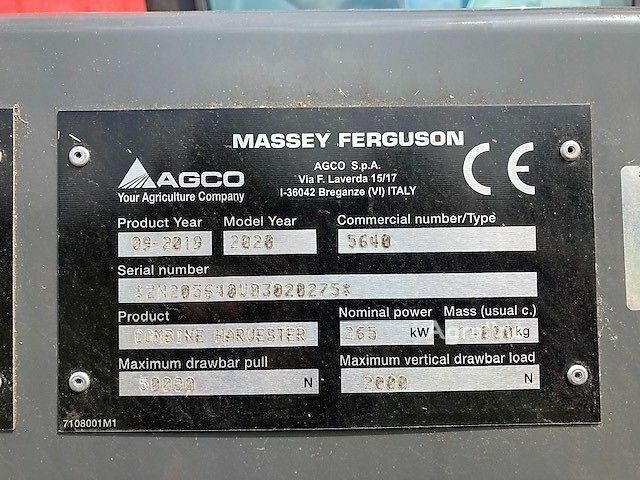 MASSEY FERGUSON
AGCO
Your Agriculture Company
AGCO S.p.A.
Via F. Laverda 15/17
I-36042 Breganze (VI) ITALY
CE
Product Year
Model Year
Commercial number/Type
09-2019
2020
5640
Serial number
Product
Nominal power
Mass (usual c.)
COMBINE HARVESTER
265 kW
kg
Maximum drawbar pull
Maximum vertical drawbar load
N
2000 N
7108001M1